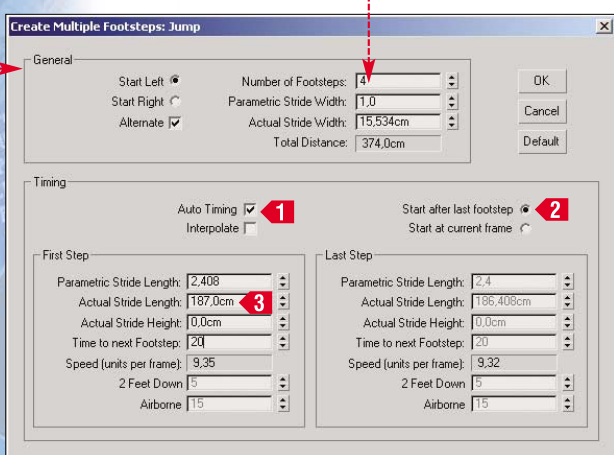 Create Multiple Footsteps: Jump
General
Start Left
Start Right
Alternate
Number of Footsteps: 4
Parametric Stride Width: 1,0
Actual Stride Width: 15,534cm
Total Distance: 374,0cm
OK
Cancel
Default
Timing
Auto Timing 1
Interpolate
Start after last footstep 2
Start at current frame
First Step
Parametric Stride Length: 2,408
Actual Stride Length: 187,0cm 3
Actual Stride Height: 0,0cm
Time to next Footstep: 20
Speed (units per frame): 9,35
2 Feet Down 5
Airborne 15
Last Step
Parametric Stride Length: 2,4
Actual Stride Length: 186,408cm
Actual Stride Height: 0,0cm
Time to next Footstep: 20
Speed (units per frame): 9,32
2 Feet Down 5
Airborne 15